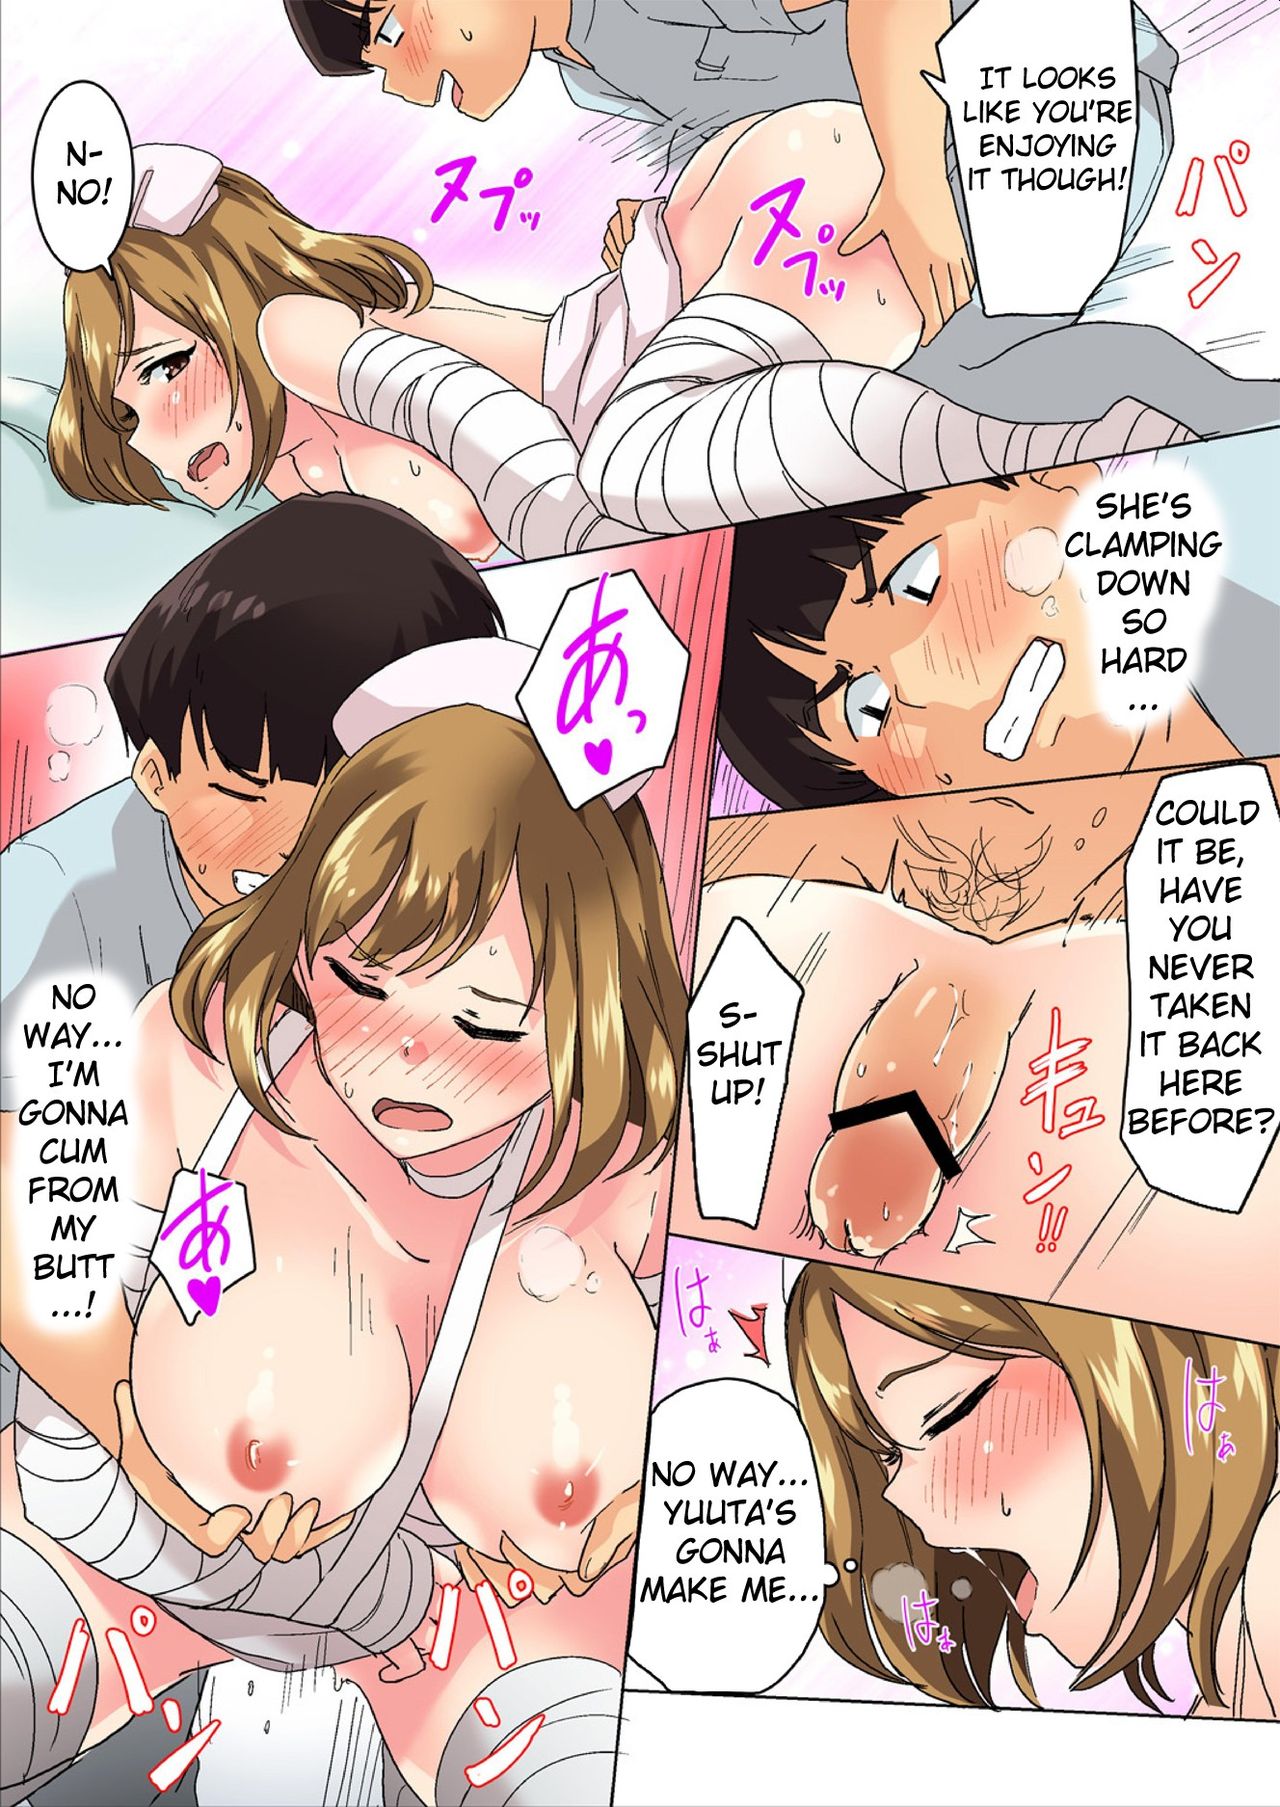 IT LOOKS
LIKE YOU'RE
ENJOYING
IT THOUGH!
パン
ヌプッ
ヌプッ
N-
NO!
SHE'S
CLAMPING
DOWN
SO
HARD
...
COULD
IT BE,
HAVE
YOU
NEVER
TAKEN
IT BACK
HERE
BEFORE?
キュン!!
S-
SHUT
UP!
はぁ
はぁ
はぁ
NO WAY...
YUUTA'S
GONNA
MAKE ME...
あっ♥
あ♥
NO
WAY...
I'M
GONNA
CUM
FROM
MY
BUTT
...!
パン
パン